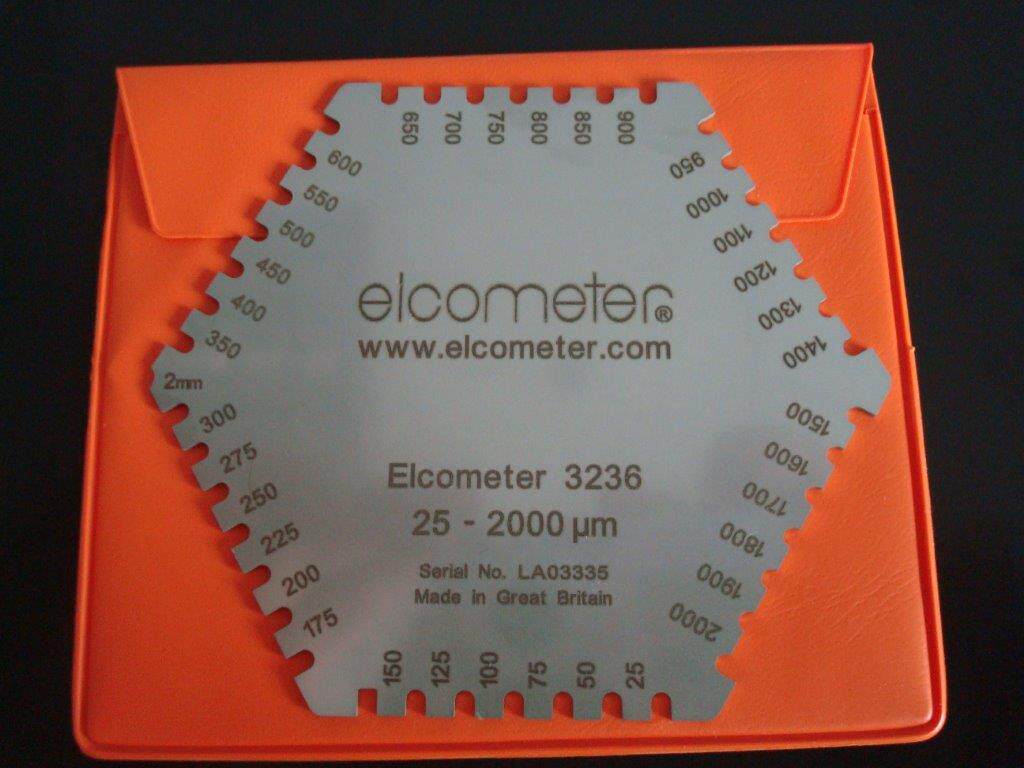 650 700 750 800 850 900
600
550
500
450
400
350
2mm
300
275
250
225
200
175
150 125 100 75 50 25
950
1000
1100
1200
1300
1400
1500
1600
1700
1800
1900
2000
elcometer®
www.elcometer.com
Elcometer 3236
25 - 2000 µm
Serial No. LA03335
Made in Great Britain